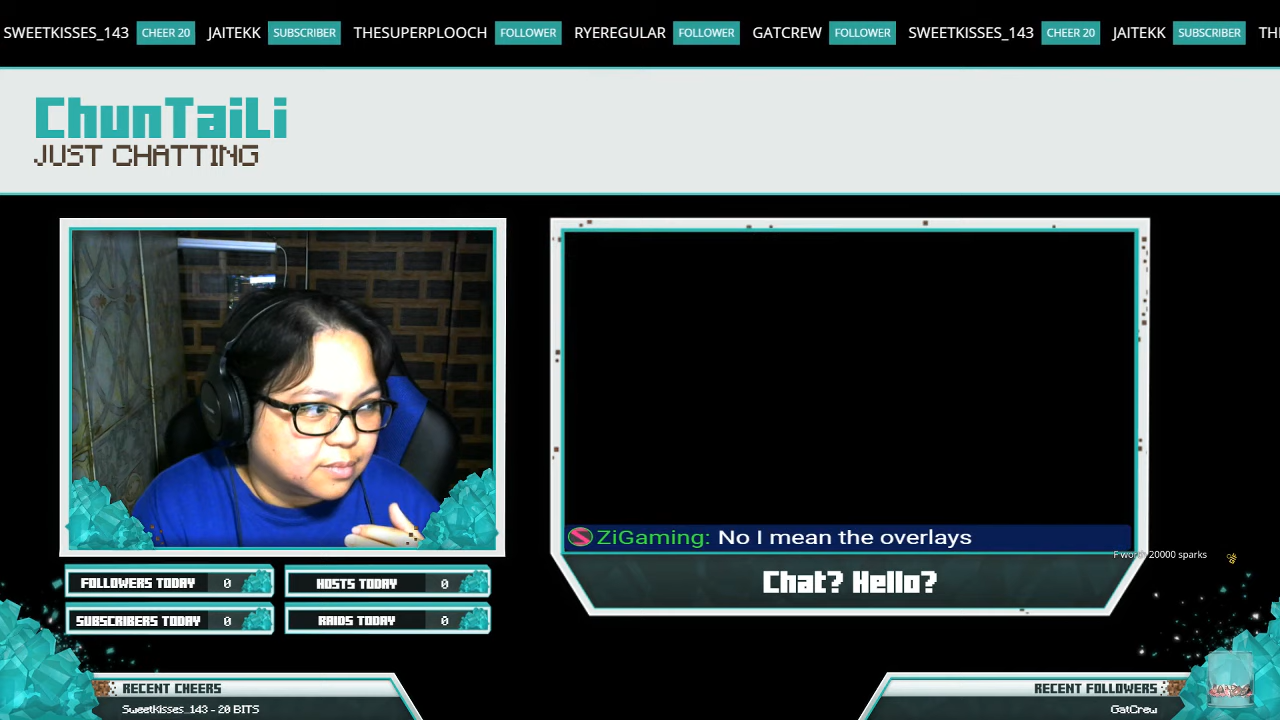 SWEETKISSES_143 CHEER 20 JAITEKK SUBSCRIBER THESUPERPLOOCH FOLLOWER RYEREGULAR FOLLOWER GATCREW FOLLOWER SWEETKISSES_143 CHEER 20 JAITEKK SUBSCRIBER TH
ChunTaiLi
JUST CHATTING
ZiGaming: No I mean the overlays
F worth 20000 sparks
Chat? Hello?
FOLLOWERS TODAY 0
HOSTS TODAY 0
SUBSCRIBERS TODAY 0
RAIDS TODAY 0
RECENT CHEERS
SweetKisses_143 - 20 BITS
RECENT FOLLOWERS
GatCrew